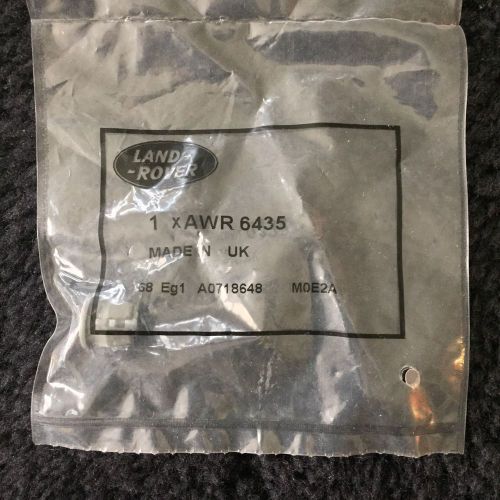 LAND-
-ROVER
1 x AWR 6435
MADE IN UK
S8 Eg1 A0718648 M0E2A